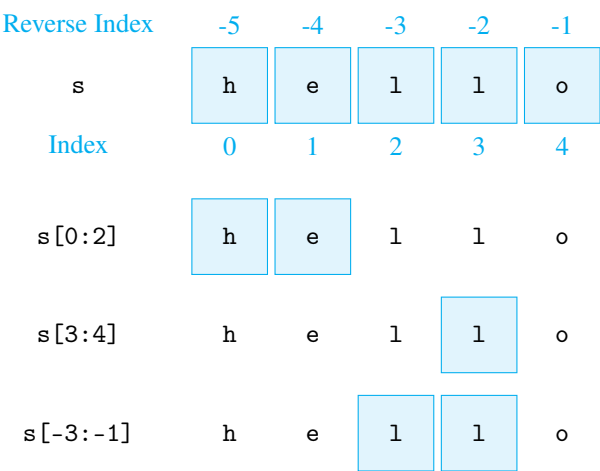 Reverse Index -5 -4 -3 -2 -1
s h e l l o
Index 0 1 2 3 4
s[0:2] h e l l o
s[3:4] h e l l o
s[-3:-1] h e l l o